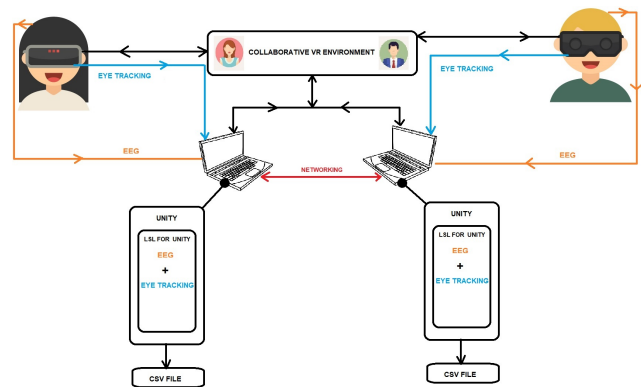 COLLABORATIVE VR ENVIRONMENT
EYE TRACKING
EYE TRACKING
EEG
EEG
NETWORKING
UNITY
LSL FOR UNITY
EEG
+
EYE TRACKING
CSV FILE
UNITY
LSL FOR UNITY
EEG
+
EYE TRACKING
CSV FILE